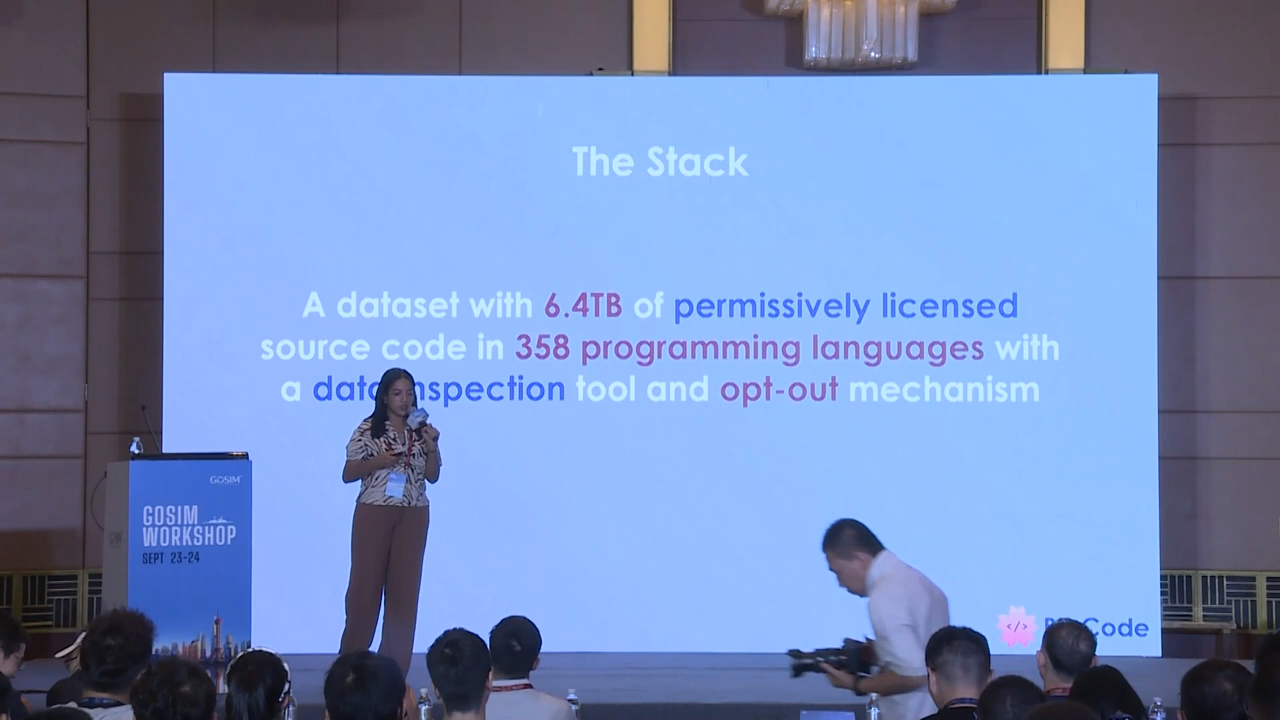 The Stack
A dataset with 6.4TB of permissively licensed
source code in 358 programming languages with
a data inspection tool and opt-out mechanism
GOSIM
GOSIM
WORKSHOP
SEPT 23-24
</> Code